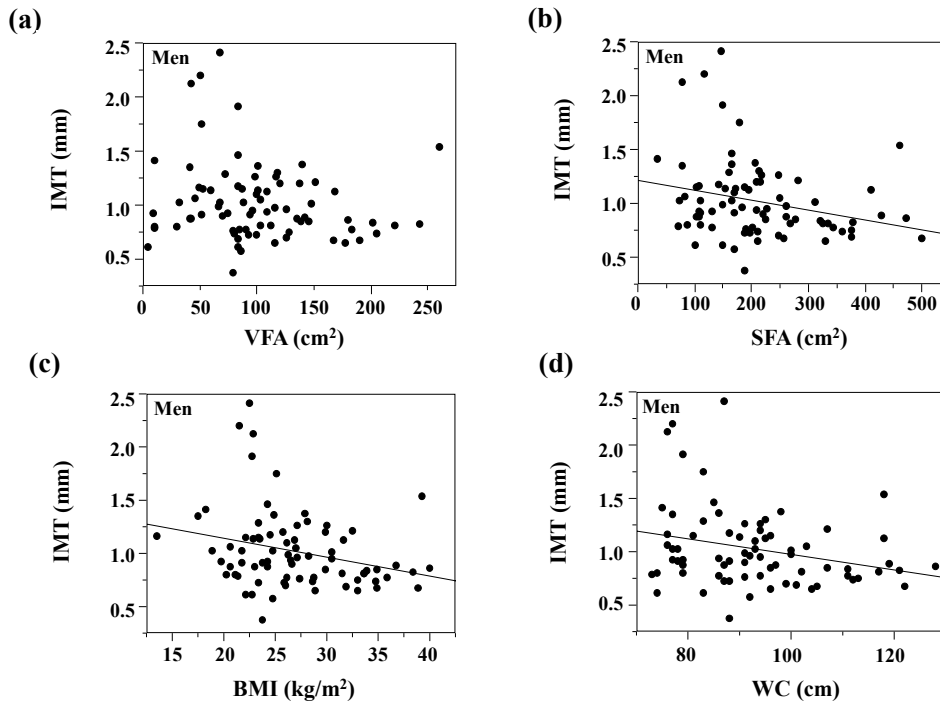 (a)
Men
2.5
2.0
1.5
1.0
0.5
IMT (mm)
0 50 100 150 200 250
VFA (cm²)
(b)
Men
2.5
2.0
1.5
1.0
0.5
IMT (mm)
0 100 200 300 400 500
SFA (cm²)
(c)
Men
2.5
2.0
1.5
1.0
0.5
IMT (mm)
15 20 25 30 35 40
BMI (kg/m²)
(d)
Men
2.5
2.0
1.5
1.0
0.5
IMT (mm)
80 100 120
WC (cm)